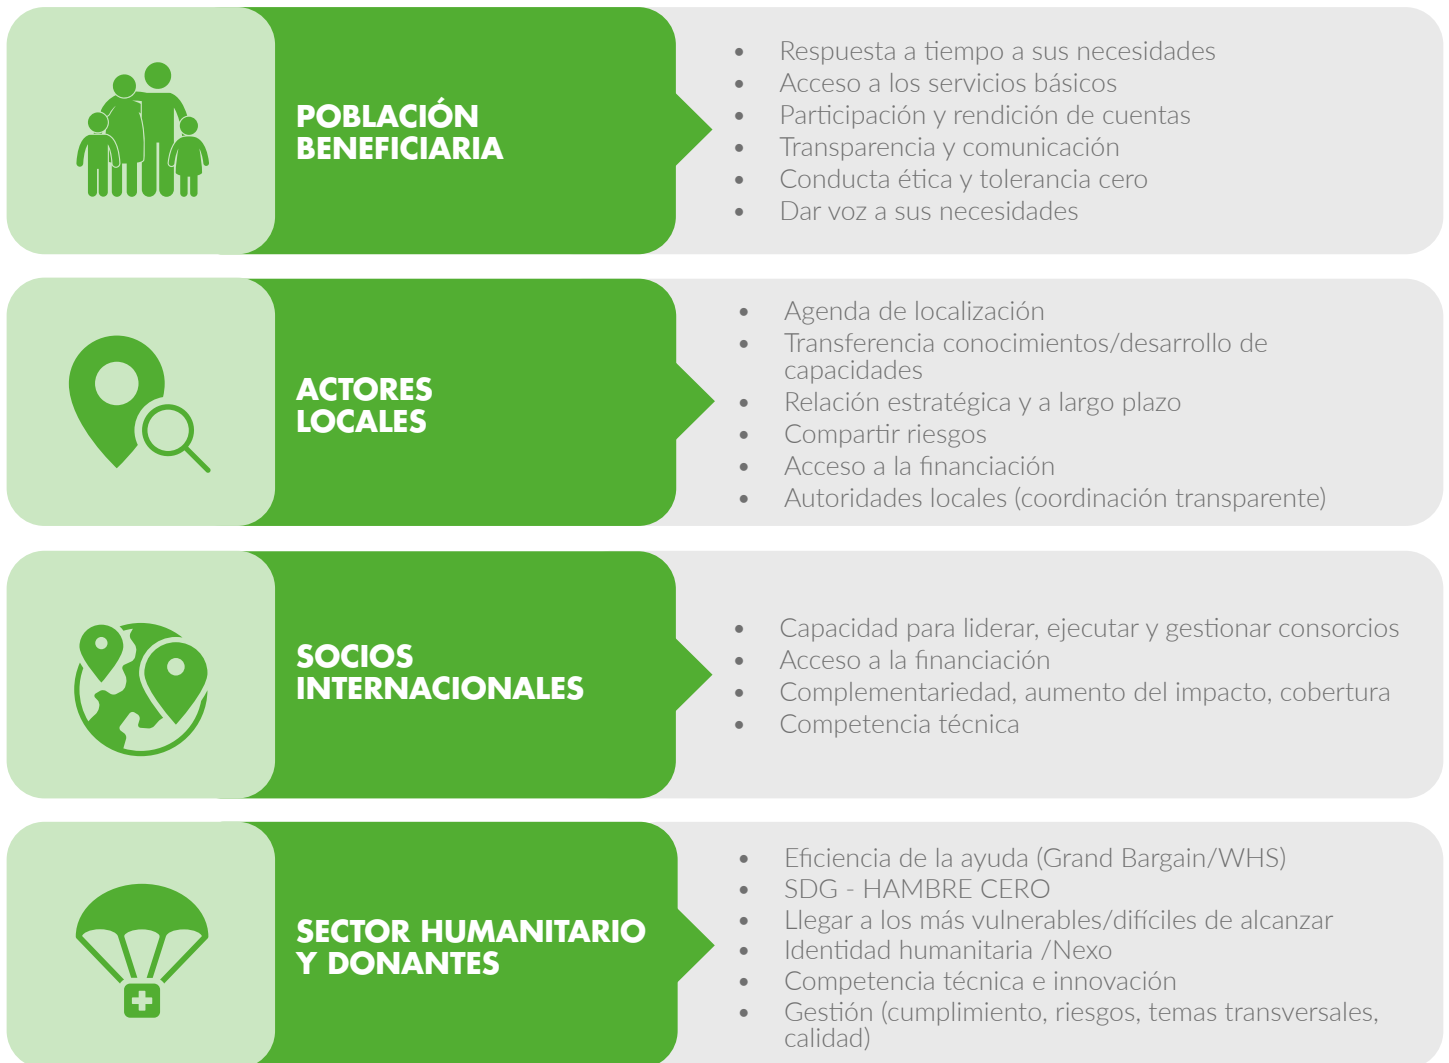 POBLACIÓN
BENEFICIARIA
• Respuesta a tiempo a sus necesidades
• Acceso a los servicios básicos
• Participación y rendición de cuentas
• Transparencia y comunicación
• Conducta ética y tolerancia cero
• Dar voz a sus necesidades
ACTORES
LOCALES
• Agenda de localización
• Transferencia conocimientos/desarrollo de
capacidades
• Relación estratégica y a largo plazo
• Compartir riesgos
• Acceso a la financiación
• Autoridades locales (coordinación transparente)
SOCIOS
INTERNACIONALES
• Capacidad para liderar, ejecutar y gestionar consorcios
• Acceso a la financiación
• Complementariedad, aumento del impacto, cobertura
• Competencia técnica
SECTOR HUMANITARIO
Y DONANTES
• Eficiencia de la ayuda (Grand Bargain/WHS)
• SDG - HAMBRE CERO
• Llegar a los más vulnerables/difíciles de alcanzar
• Identidad humanitaria /Nexo
• Competencia técnica e innovación
• Gestión (cumplimiento, riesgos, temas transversales,
calidad)